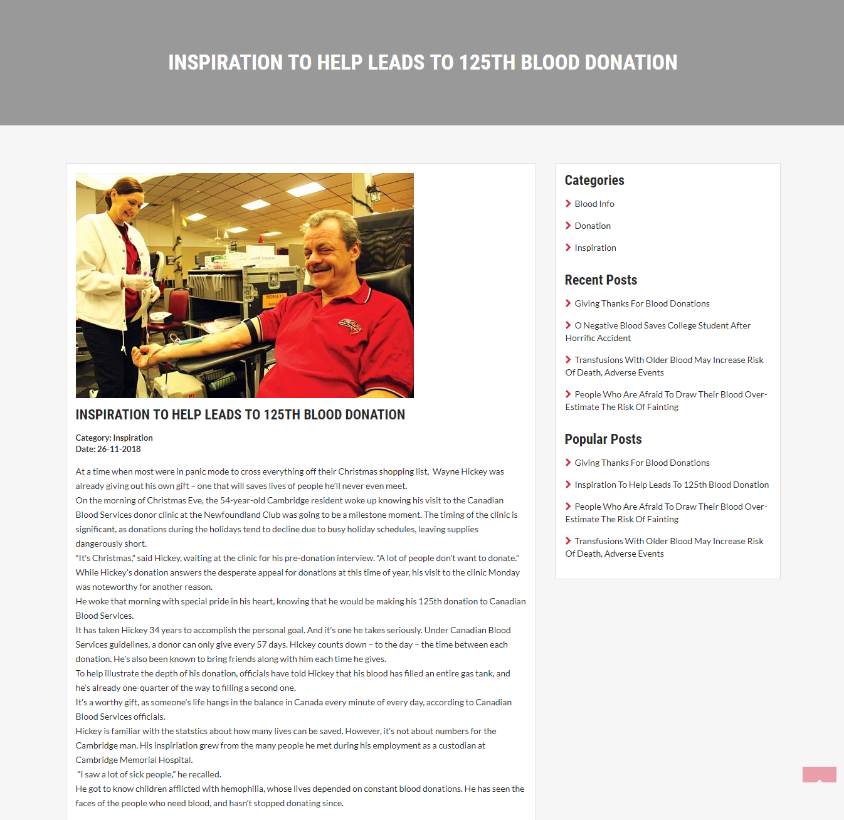 INSPIRATION TO HELP LEADS TO 125TH BLOOD DONATION
INSPIRATION TO HELP LEADS TO 125TH BLOOD DONATION
Category: Inspiration
Date: 26-11-2018
At a time when most were in panic mode to cross everything off their Christmas shopping list, Wayne Hickey was
already giving out his own gift – one that will saves lives of people he'll never even meet.
On the morning of Christmas Eve, the 54-year-old Cambridge resident woke up knowing his visit to the Canadian
Blood Services donor clinic at the Newfoundland Club was going to be a milestone moment. The timing of the clinic is
significant, as donations during the holidays tend to decline due to busy holiday schedules, leaving supplies
dangerously short.
"It's Christmas," said Hickey, waiting at the clinic for his pre-donation interview. "A lot of people don't want to donate."
While Hickey's donation answers the desperate appeal for donations at this time of year, his visit to the clinic Monday
was noteworthy for another reason.
He woke that morning with special pride in his heart, knowing that he would be making his 125th donation to Canadian
Blood Services.
It has taken Hickey 34 years to accomplish the personal goal. And it's one he takes seriously. Under Canadian Blood
Services guidelines, a donor can only give every 57 days. Hickey counts down – to the day – the time between each
donation. He's also been known to bring friends along with him each time he gives.
To help illustrate the depth of his donation, officials have told Hickey that his blood has filled an entire gas tank, and
he's already one-quarter of the way to filling a second one.
It's a worthy gift, as someone's life hangs in the balance in Canada every minute of every day, according to Canadian
Blood Services officials.
Hickey is familiar with the statstics about how many lives can be saved. However, it's not about numbers for the
Cambridge man. His inspiriation grew from the many people he met during his employment as a custodian at
Cambridge Memorial Hospital.
"I saw a lot of sick people," he recalled.
He got to know children afflicted with hemophilia, whose lives depended on constant blood donations. He has seen the
faces of the people who need blood, and hasn't stopped donating since.
Categories
Blood Info
Donation
Inspiration
Recent Posts
Giving Thanks For Blood Donations
O Negative Blood Saves College Student After
Horrific Accident
Transfusions With Older Blood May Increase Risk
Of Death, Adverse Events
People Who Are Afraid To Draw Their Blood Over-
Estimate The Risk Of Fainting
Popular Posts
Giving Thanks For Blood Donations
Inspiration To Help Leads To 125th Blood Donation
People Who Are Afraid To Draw Their Blood Over-
Estimate The Risk Of Fainting
Transfusions With Older Blood May Increase Risk
Of Death, Adverse Events